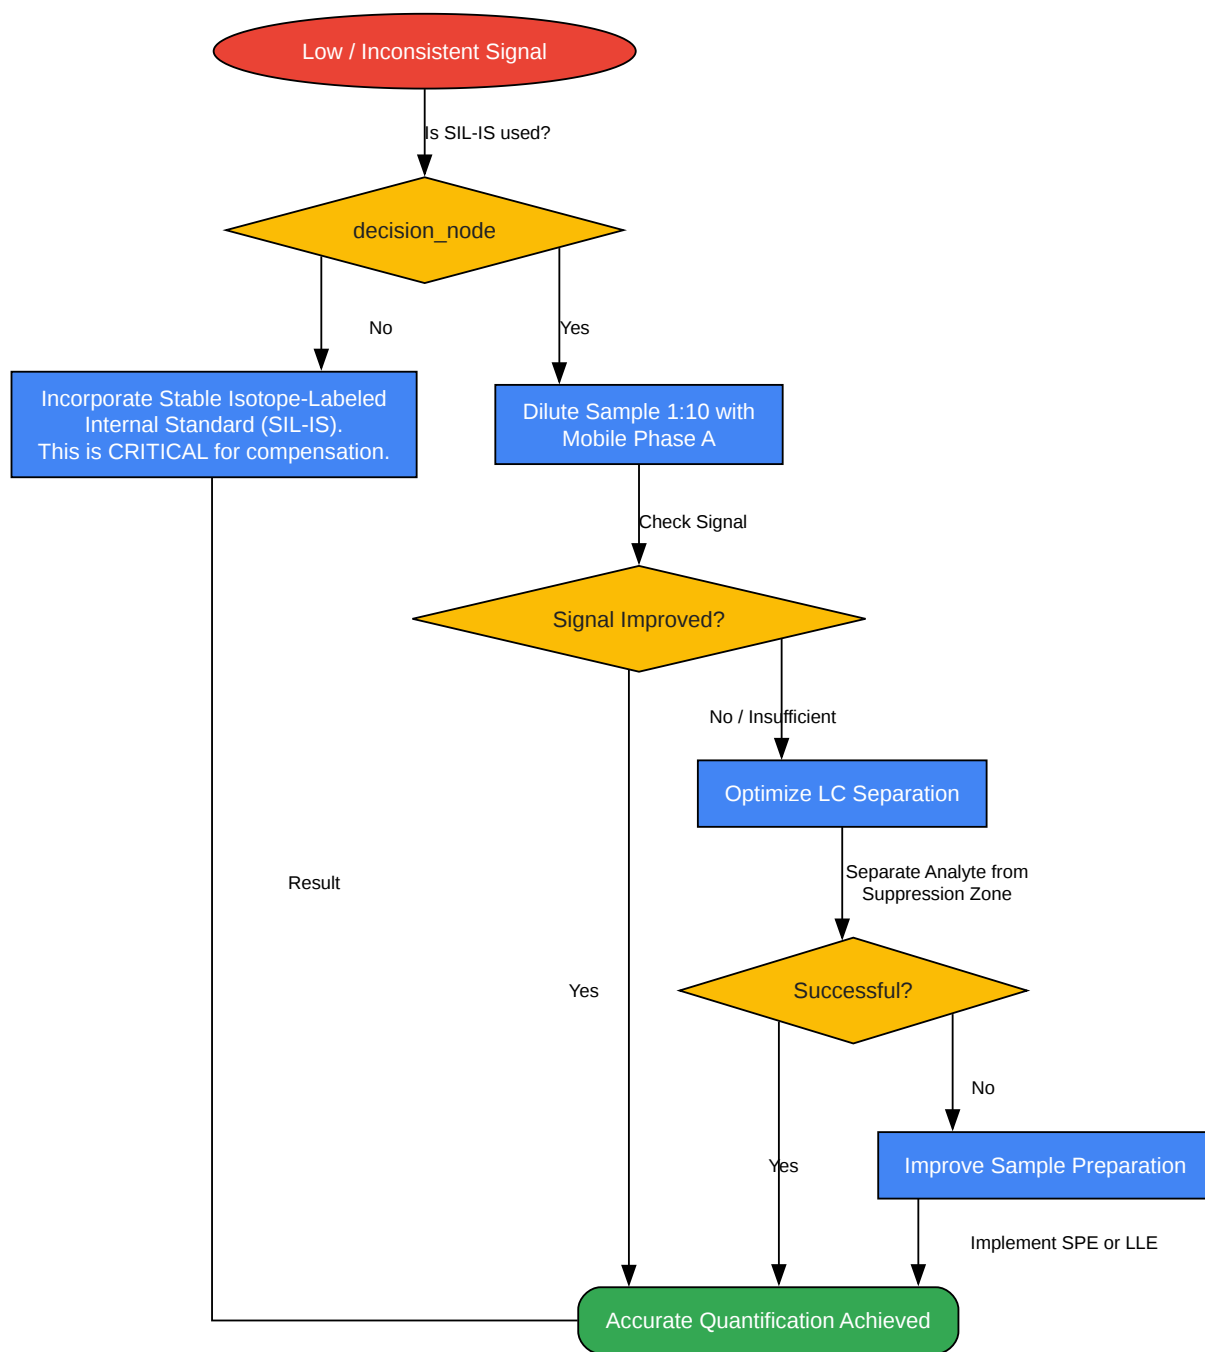 Low / Inconsistent Signal
Is SIL-IS used?
decision_node
No
Yes
Incorporate Stable Isotope-Labeled
Internal Standard (SIL-IS).
This is CRITICAL for compensation.
Dilute Sample 1:10 with
Mobile Phase A
Check Signal
Signal Improved?
No / Insufficient
Optimize LC Separation
Separate Analyte from
Suppression Zone
Result
Yes
Successful?
No
Yes
Improve Sample Preparation
Implement SPE or LLE
Accurate Quantification Achieved